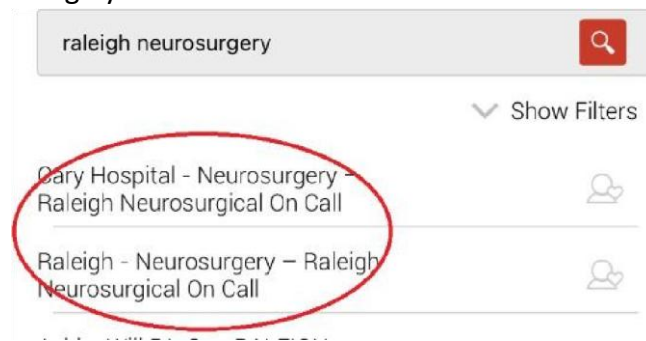 raleigh neurosurgery
Show Filters
Cary Hospital - Neurosurgery –
Raleigh Neurosurgical On Call
Raleigh - Neurosurgery – Raleigh
Neurosurgical On Call